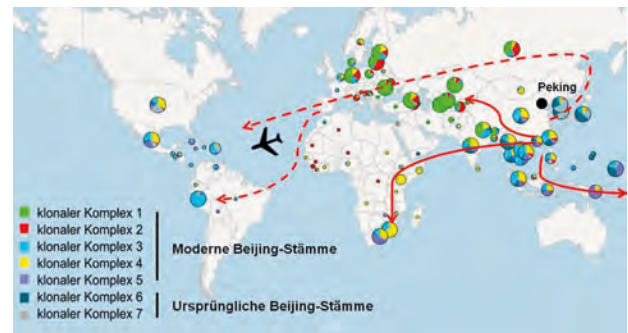 Peking
klonaler Komplex 1
klonaler Komplex 2
klonaler Komplex 3
klonaler Komplex 4
klonaler Komplex 5
klonaler Komplex 6
klonaler Komplex 7
Moderne Beijing-Stämme
Ursprüngliche Beijing-Stämme